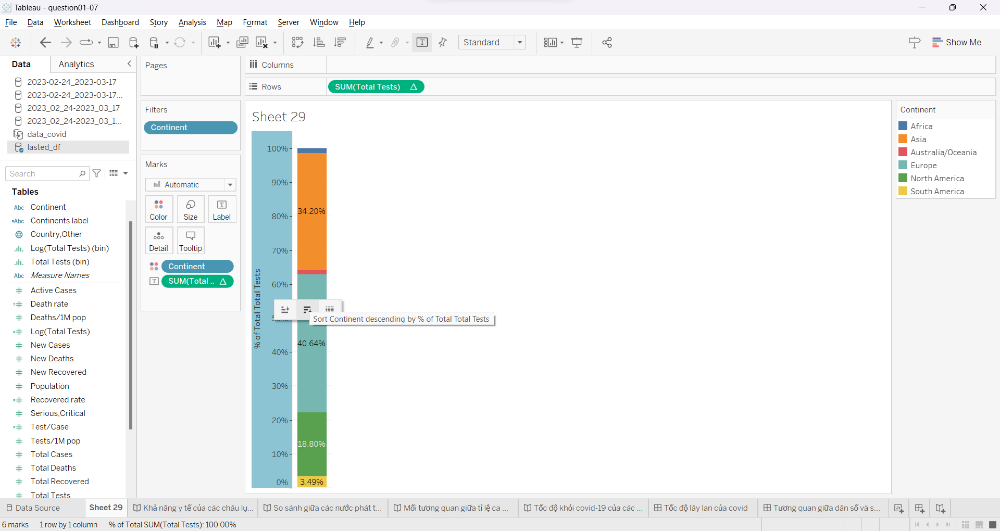 Tableau - question01-07
File Data Worksheet Dashboard Story Analysis Map Format Server Window Help
Standard
Show Me
Data Analytics
2023-02-24_2023-03-17
2023-02-24_2023-03-17...
2023_02_24-2023_03_17
2023_02_24-2023_03_1...
data_covid
lasted_df
Search
Tables
Abc Continent
=Abc Continents label
Country,Other
Log(Total Tests) (bin)
Total Tests (bin)
Abc Measure Names
# Active Cases
=# Death rate
# Deaths/1M pop
=# Log(Total Tests)
# New Cases
# New Deaths
# New Recovered
# Population
=# Recovered rate
# Serious,Critical
=# Test/Case
# Tests/1M pop
# Total Cases
# Total Deaths
# Total Recovered
# Total Tests
Pages
Filters
Continent
Marks
Automatic
Color Size Label
Detail Tooltip
Continent
SUM(Total .. △
Columns
Rows SUM(Total Tests) △
Sheet 29
% of Total Total Tests
100%
90%
80%
70%
60%
40%
30%
20%
10%
0%
34.20%
40.64%
18.80%
3.49%
Sort Continent descending by % of Total Total Tests
Continent
Africa
Asia
Australia/Oceania
Europe
North America
South America
Data Source Sheet 29 Khả năng y tế của các châu lụ... So sánh giữa các nước phát t... Mối tương quan giữa tỉ lệ ca ... Tốc độ khỏi covid-19 của các ... Tốc độ lây lan của covid Tương quan giữa dân số và s...
6 marks 1 row by 1 column % of Total SUM(Total Tests): 100.00%